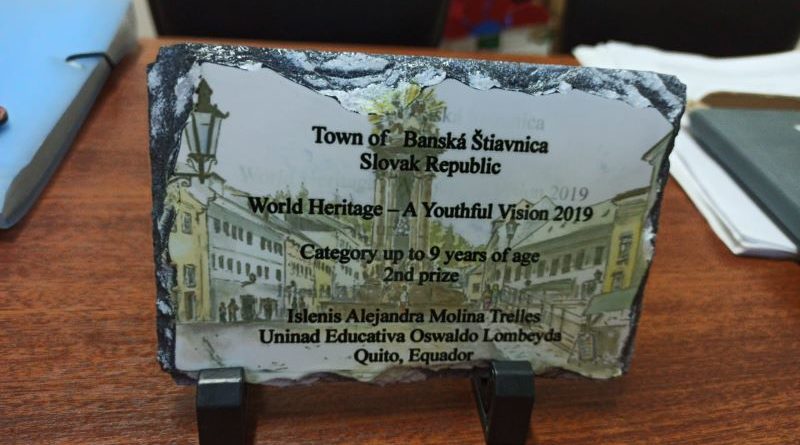 Town of Banská Štiavnica
Slovak Republic
World Heritage – A Youthful Vision 2019
Category up to 9 years of age
2nd prize
Islenis Alejandra Molina Trelles
Uninad Educativa Oswaldo Lombeyda
Quito, Equador